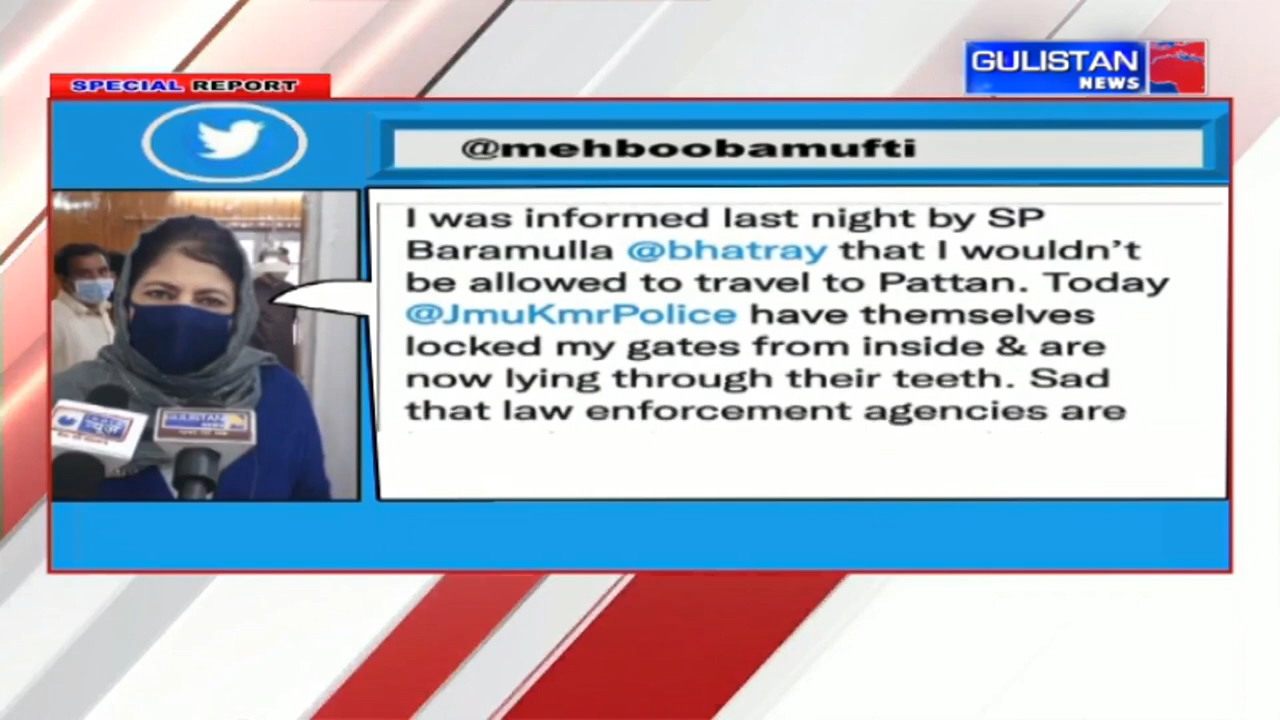 SPECIAL REPORT
GULISTAN
NEWS
@mehboobamufti
I was informed last night by SP
Baramulla @bhatray that I wouldn't
be allowed to travel to Pattan. Today
@JmuKmrPolice have themselves
locked my gates from inside & are
now lying through their teeth. Sad
that law enforcement agencies are
GULISTAN
NEWS